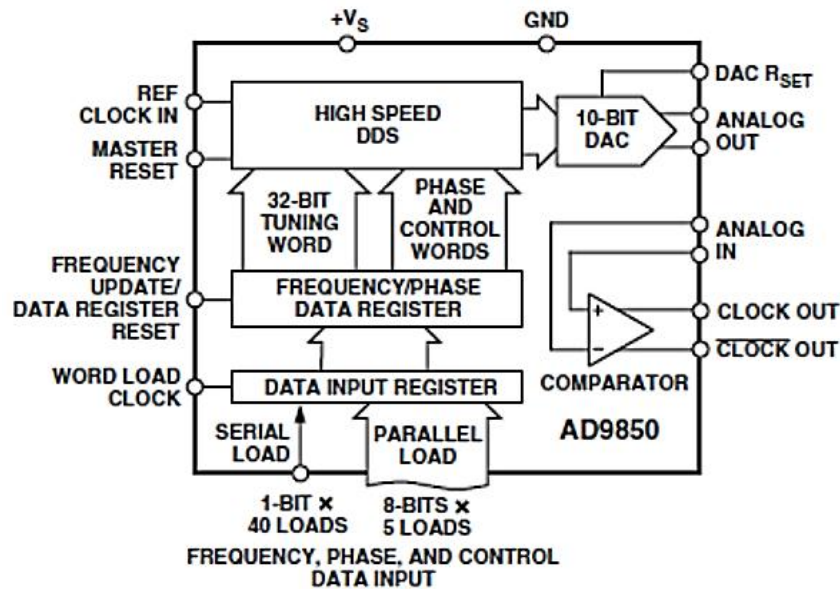 +VS
GND
REF
CLOCK IN
MASTER
RESET
HIGH SPEED
DDS
10-BIT
DAC
DAC RSET
ANALOG
OUT
32-BIT
TUNING
WORD
PHASE
AND
CONTROL
WORDS
ANALOG
IN
FREQUENCY
UPDATE/
DATA REGISTER
RESET
FREQUENCY/PHASE
DATA REGISTER
+
−
CLOCK OUT
CLOCK OUT
COMPARATOR
WORD LOAD
CLOCK
DATA INPUT REGISTER
SERIAL
LOAD
PARALLEL
LOAD
AD9850
1-BIT ×
40 LOADS
8-BITS ×
5 LOADS
FREQUENCY, PHASE, AND CONTROL
DATA INPUT